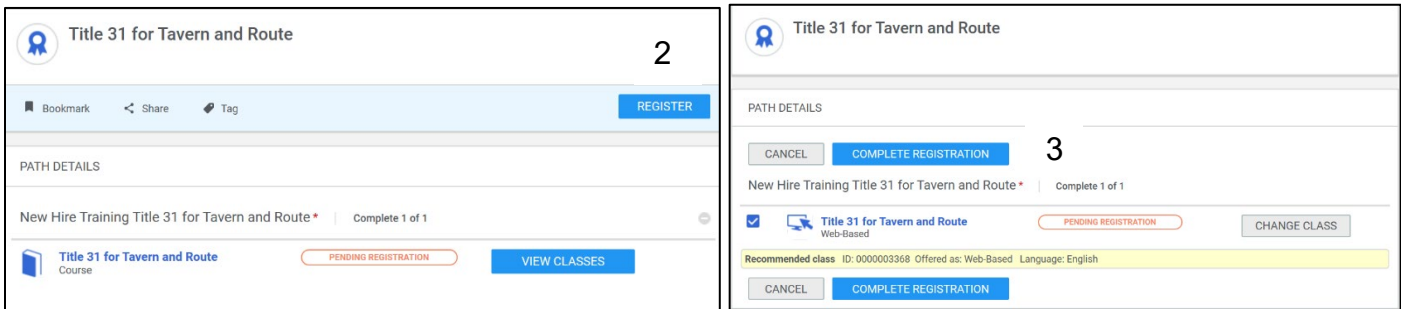 Title 31 for Tavern and Route
2
Bookmark Share Tag REGISTER
PATH DETAILS
New Hire Training Title 31 for Tavern and Route * Complete 1 of 1
Title 31 for Tavern and Route PENDING REGISTRATION VIEW CLASSES
Course
Title 31 for Tavern and Route
PATH DETAILS
CANCEL COMPLETE REGISTRATION 3
New Hire Training Title 31 for Tavern and Route * Complete 1 of 1
Title 31 for Tavern and Route PENDING REGISTRATION CHANGE CLASS
Web-Based
Recommended class ID: 0000003368 Offered as: Web-Based Language: English
CANCEL COMPLETE REGISTRATION